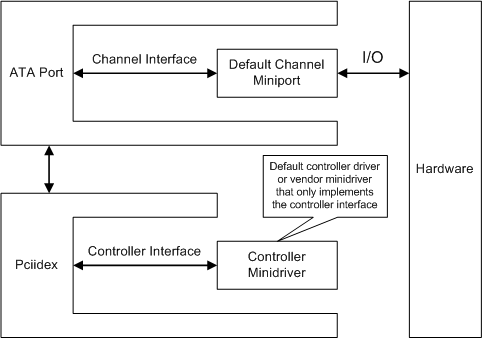 ATA Port
Channel Interface
Default Channel
Miniport
I/O
Hardware
Default controller driver
or vendor minidriver
that only implements
the controller interface
Pciidex
Controller Interface
Controller
Minidriver